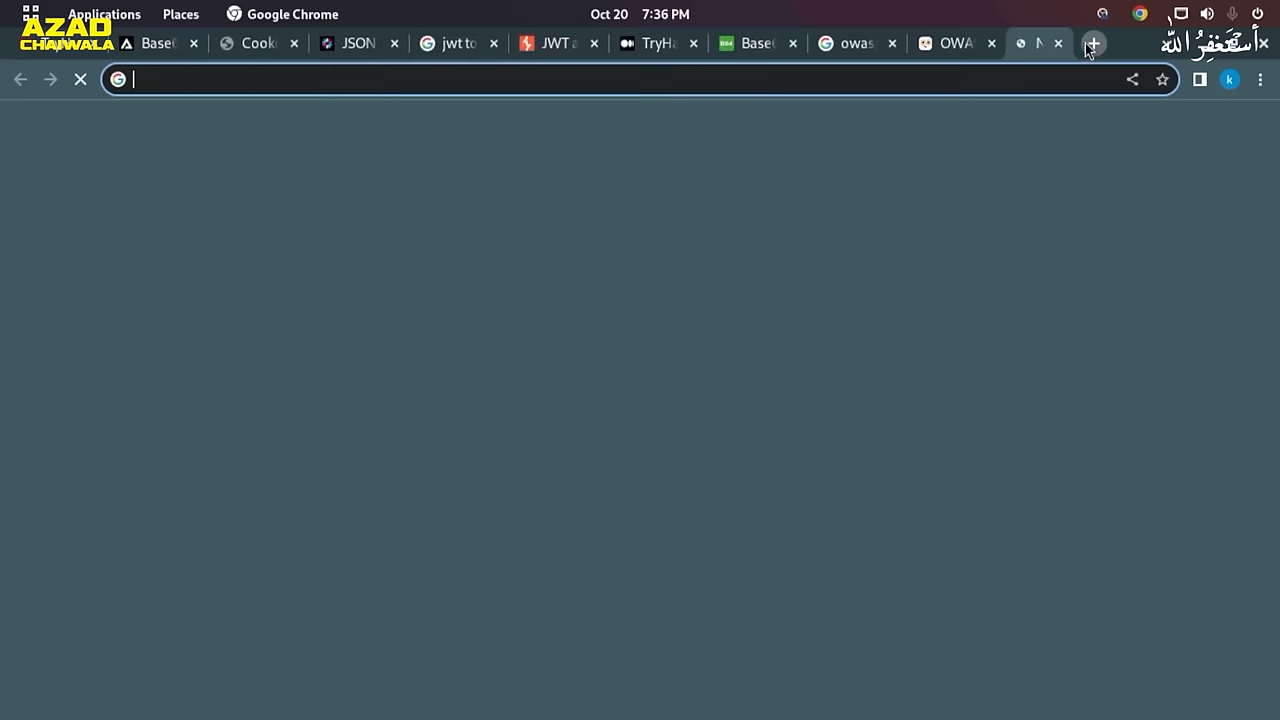 Applications Places Google Chrome Oct 20 7:36 PM
AZAD
CHAIWALA
Base Cook JSON jwt to JWT a TryHa Base owas OWA N
أستغفر الله
k